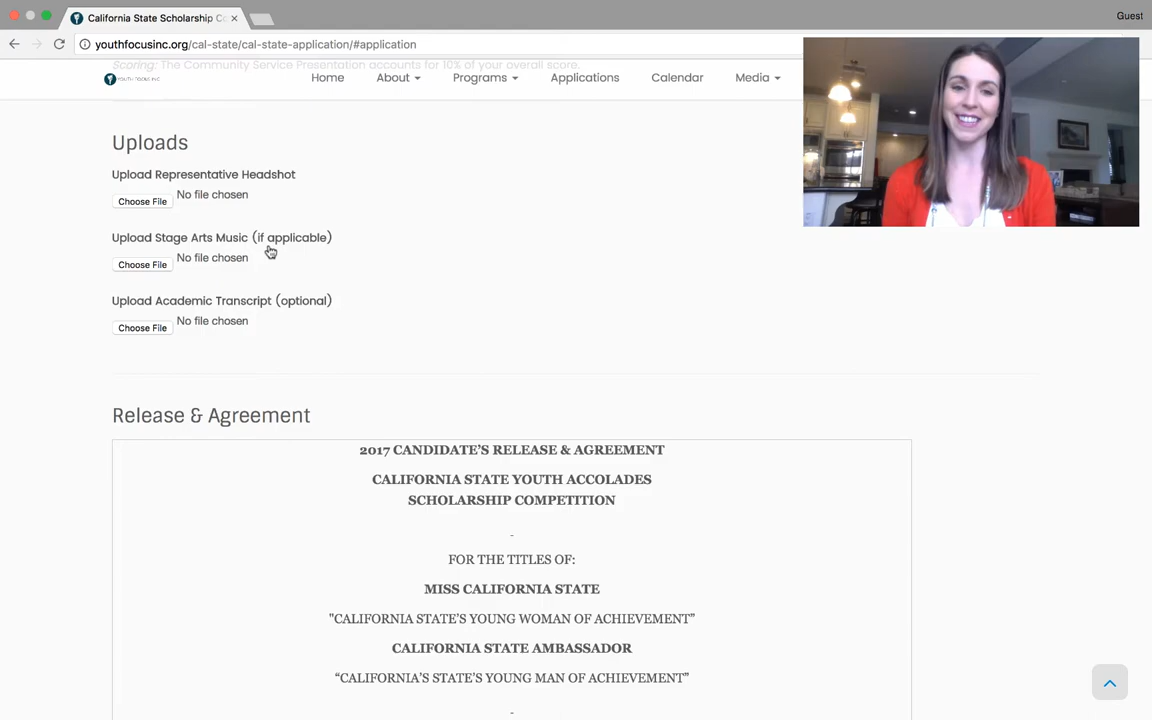 California State Scholarship Co
Guest
youthfocusinc.org/cal-state/cal-state-application/#application
Scoring: The Community Service Presentation accounts for 10% of your overall score.
YOUTH FOCUS INC
Home About Programs Applications Calendar Media
Uploads
Upload Representative Headshot
Choose File No file chosen
Upload Stage Arts Music (if applicable)
Choose File No file chosen
Upload Academic Transcript (optional)
Choose File No file chosen
Release & Agreement
2017 CANDIDATE'S RELEASE & AGREEMENT
CALIFORNIA STATE YOUTH ACCOLADES
SCHOLARSHIP COMPETITION
-
FOR THE TITLES OF:
MISS CALIFORNIA STATE
"CALIFORNIA STATE'S YOUNG WOMAN OF ACHIEVEMENT”
CALIFORNIA STATE AMBASSADOR
“CALIFORNIA'S STATE'S YOUNG MAN OF ACHIEVEMENT”
-